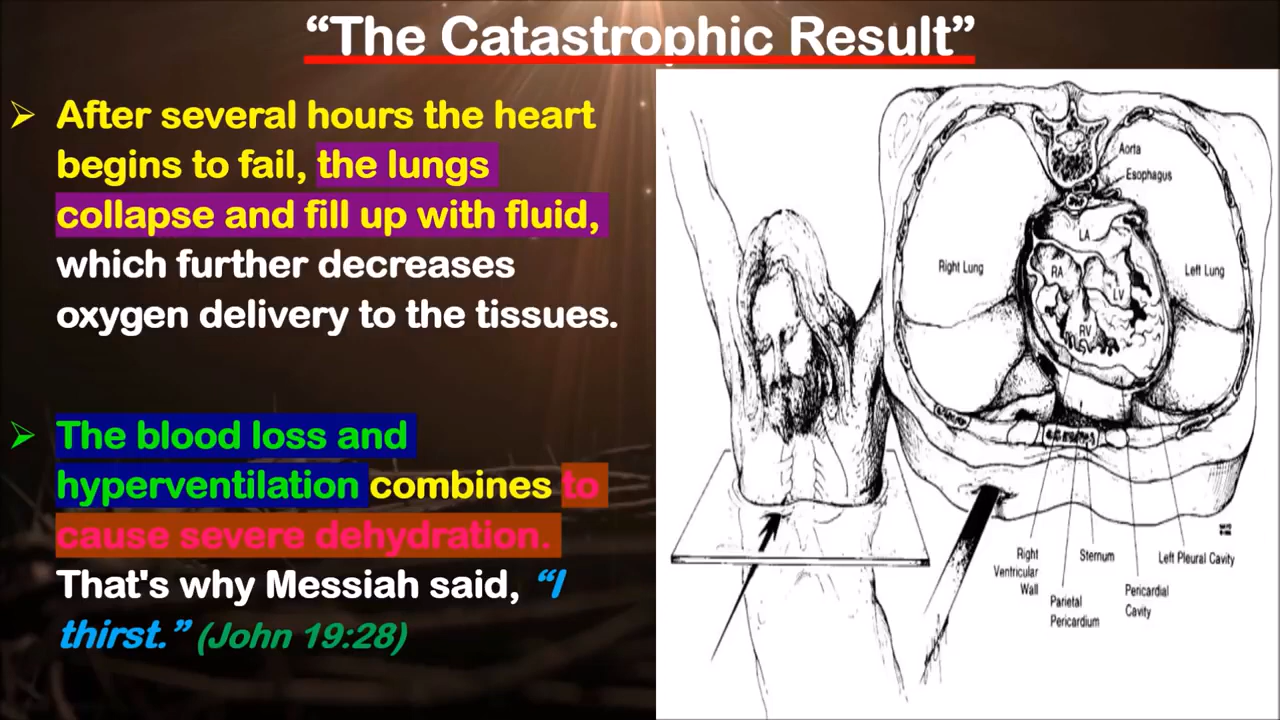 “The Catastrophic Result”
➢ After several hours the heart
begins to fail, the lungs
collapse and fill up with fluid,
which further decreases
oxygen delivery to the tissues.
➢ The blood loss and
hyperventilation combines to
cause severe dehydration.
That's why Messiah said, “I
thirst.” (John 19:28)
Aorta
Esophagus
LA
Right Lung
RA
LV
Left Lung
RV
Right
Ventricular
Wall
Sternum
Left Pleural Cavity
Parietal
Pericardium
Pericardial
Cavity